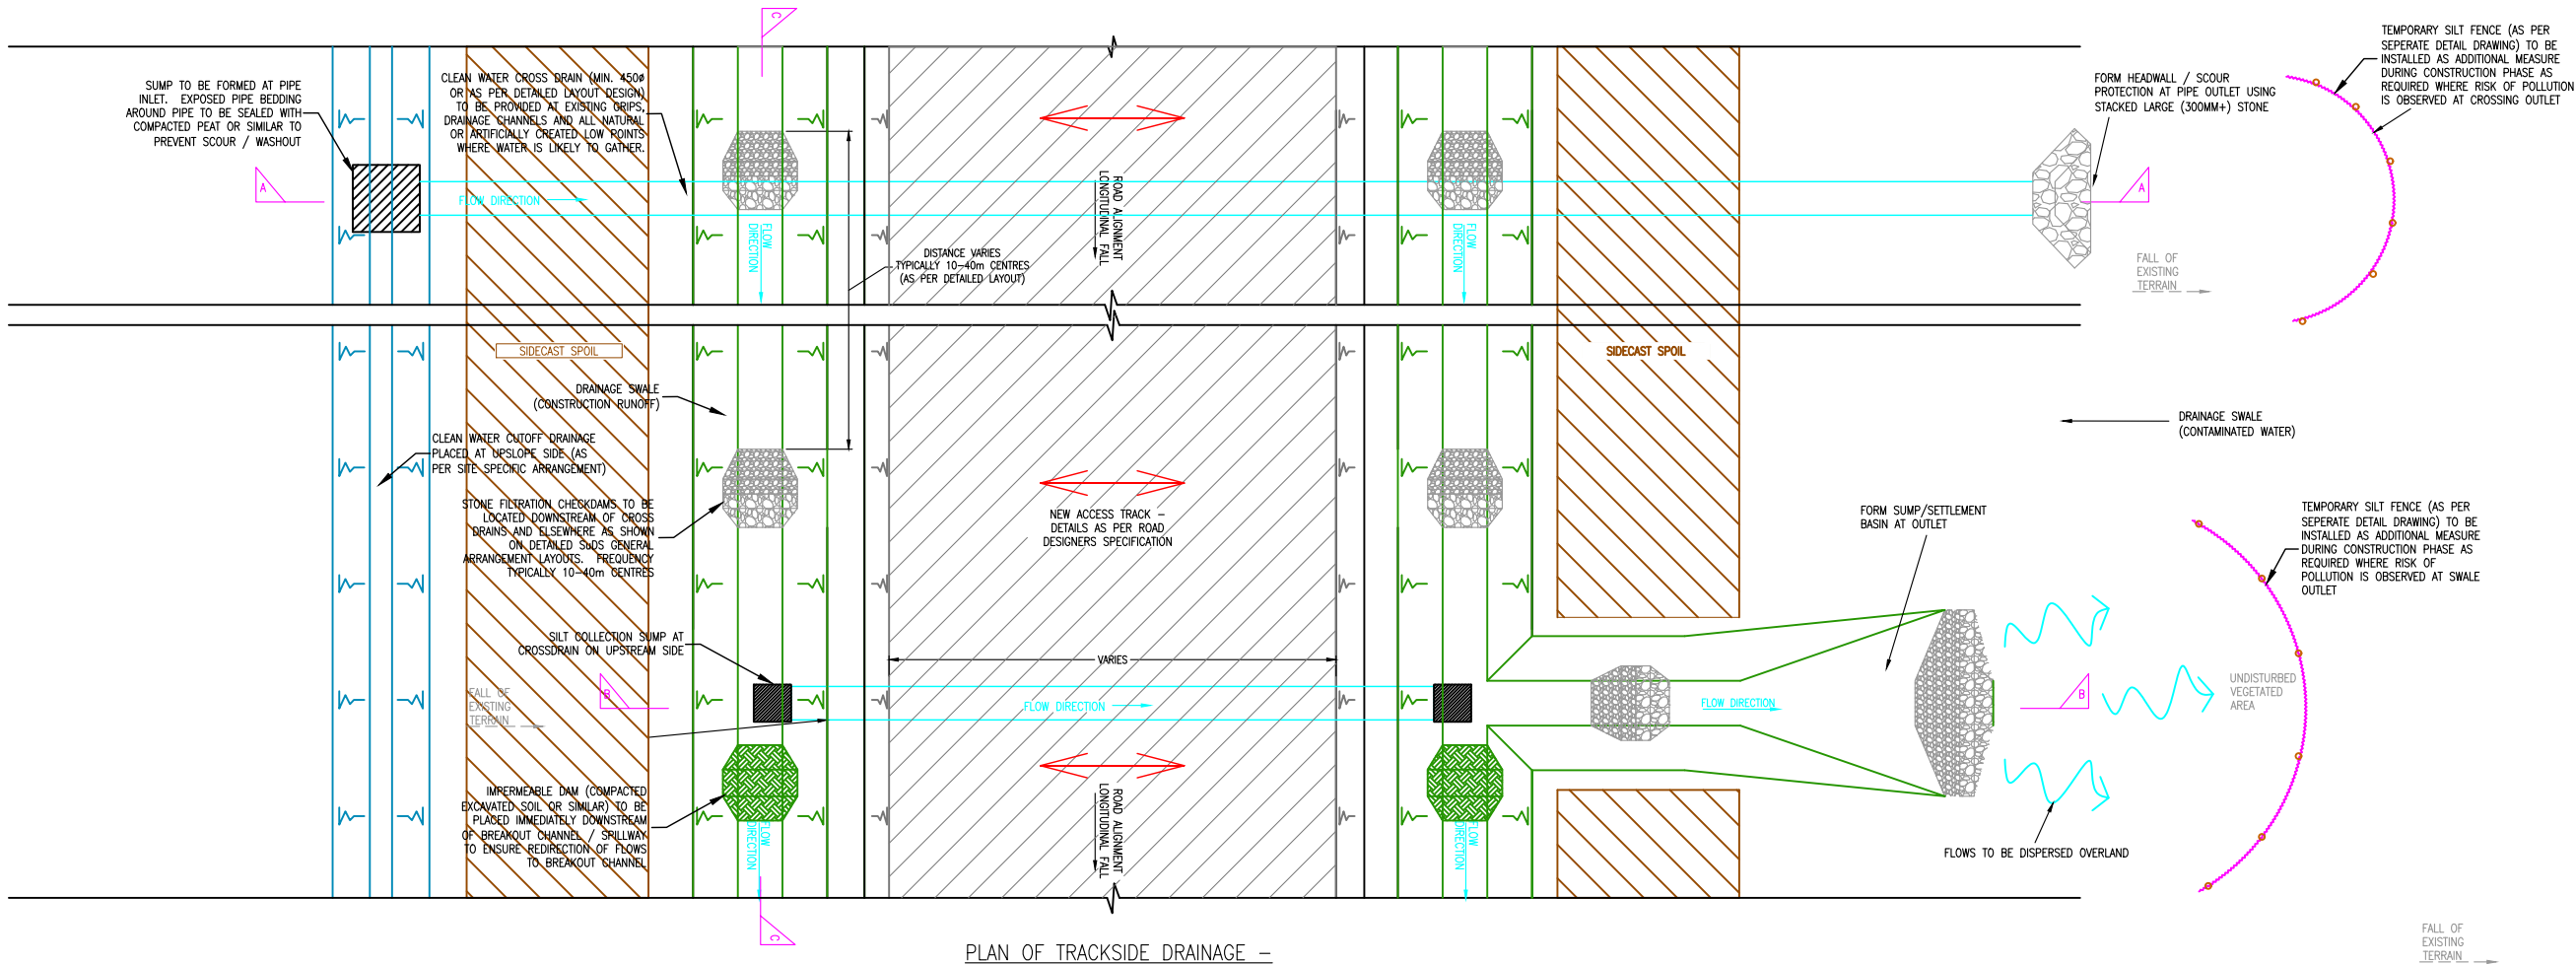 C
SUMP TO BE FORMED AT PIPE
INLET. EXPOSED PIPE BEDDING
AROUND PIPE TO BE SEALED WITH
COMPACTED PEAT OR SIMILAR TO
PREVENT SCOUR / WASHOUT
CLEAN WATER CROSS DRAIN (MIN. 450ø
OR AS PER DETAILED LAYOUT DESIGN)
TO BE PROVIDED AT EXISTING GRIPS,
DRAINAGE CHANNELS AND ALL NATURAL
OR ARTIFICIALLY CREATED LOW POINTS
WHERE WATER IS LIKELY TO GATHER.
FORM HEADWALL / SCOUR
PROTECTION AT PIPE OUTLET USING
STACKED LARGE (300MM+) STONE
TEMPORARY SILT FENCE (AS PER
SEPERATE DETAIL DRAWING) TO BE
INSTALLED AS ADDITIONAL MEASURE
DURING CONSTRUCTION PHASE AS
REQUIRED WHERE RISK OF POLLUTION
IS OBSERVED AT CROSSING OUTLET
A
FLOW DIRECTION
A
FLOW
DIRECTION
ROAD ALIGNMENT
LONGITUDINAL FALL
FLOW
DIRECTION
DISTANCE VARIES
TYPICALLY 10-40m CENTRES
(AS PER DETAILED LAYOUT)
FALL OF
EXISTING
TERRAIN
SIDECAST SPOIL
SIDECAST SPOIL
DRAINAGE SWALE
(CONSTRUCTION RUNOFF)
DRAINAGE SWALE
(CONTAMINATED WATER)
CLEAN WATER CUTOFF DRAINAGE
PLACED AT UPSLOPE SIDE (AS
PER SITE SPECIFIC ARRANGEMENT)
STONE FILTRATION CHECKDAMS TO BE
LOCATED DOWNSTREAM OF CROSS
DRAINS AND ELSEWHERE AS SHOWN
ON DETAILED SuDS GENERAL
ARRANGEMENT LAYOUTS. FREQUENCY
TYPICALLY 10-40m CENTRES
NEW ACCESS TRACK –
DETAILS AS PER ROAD
DESIGNERS SPECIFICATION
FORM SUMP/SETTLEMENT
BASIN AT OUTLET
TEMPORARY SILT FENCE (AS PER
SEPERATE DETAIL DRAWING) TO BE
INSTALLED AS ADDITIONAL MEASURE
DURING CONSTRUCTION PHASE AS
REQUIRED WHERE RISK OF
POLLUTION IS OBSERVED AT SWALE
OUTLET
SILT COLLECTION SUMP AT
CROSSDRAIN ON UPSTREAM SIDE
VARIES
FALL OF
EXISTING
TERRAIN
B
FLOW DIRECTION
FLOW DIRECTION
B
UNDISTURBED
VEGETATED
AREA
IMPERMEABLE DAM (COMPACTED
EXCAVATED SOIL OR SIMILAR) TO BE
PLACED IMMEDIATELY DOWNSTREAM
OF BREAKOUT CHANNEL / SPILLWAY
TO ENSURE REDIRECTION OF FLOWS
TO BREAKOUT CHANNEL
FLOW
DIRECTION
ROAD ALIGNMENT
LONGITUDINAL FALL
FLOW
DIRECTION
FLOWS TO BE DISPERSED OVERLAND
C
PLAN OF TRACKSIDE DRAINAGE –
FALL OF
EXISTING
TERRAIN